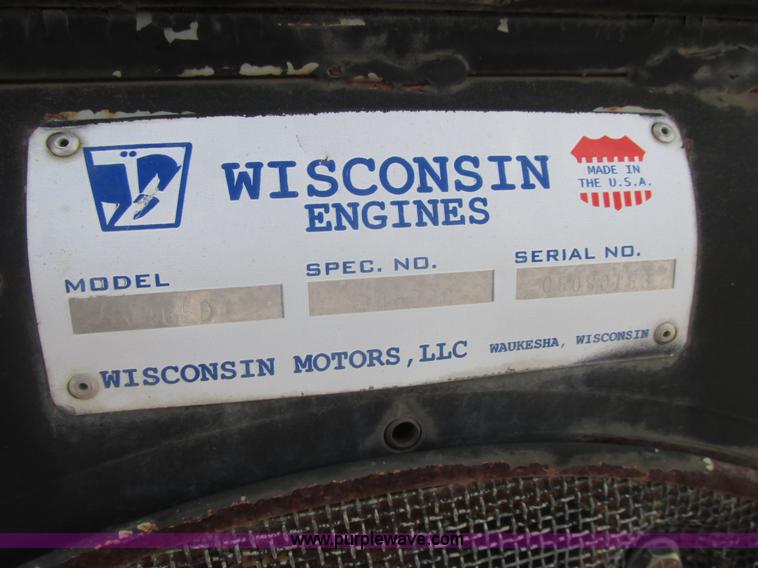 WISCONSIN
ENGINES
MADE IN
THE U.S.A.
MODEL
SPEC. NO.
SERIAL NO.
WISCONSIN MOTORS, LLC
WAUKESHA, WISCONSIN
www.purplewave.com